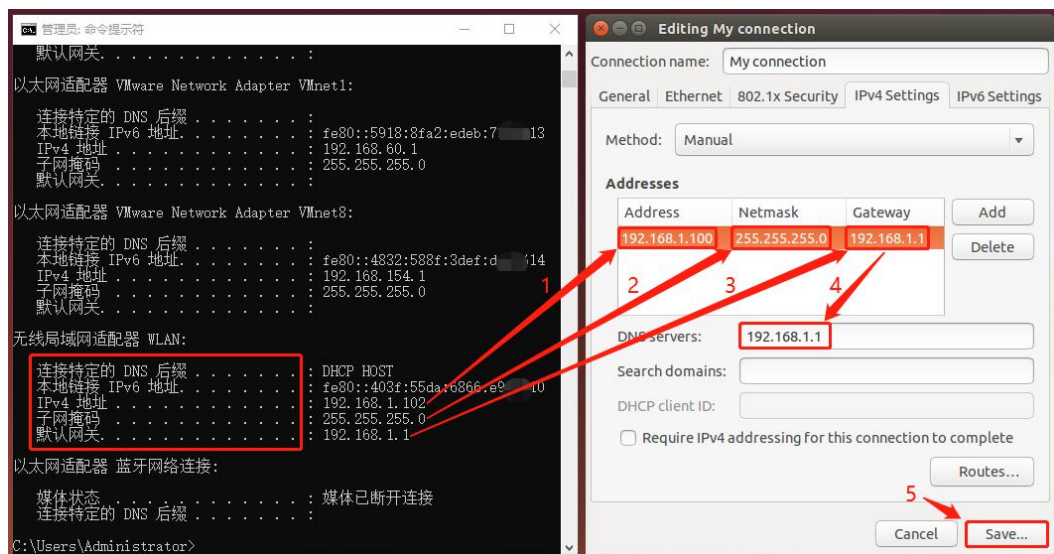 管理员: 命令提示符
默认网关. . . . . . . . . . . . . :
以太网适配器 VMware Network Adapter VMnet1:
连接特定的 DNS 后缀 . . . . . . . :
本地链接 IPv6 地址. . . . . . . . : fe80::5918:8fa2:edeb:7 13
IPv4 地址 . . . . . . . . . . . . : 192.168.60.1
子网掩码 . . . . . . . . . . . . : 255.255.255.0
默认网关. . . . . . . . . . . . . :
以太网适配器 VMware Network Adapter VMnet8:
连接特定的 DNS 后缀 . . . . . . . :
本地链接 IPv6 地址. . . . . . . . : fe80::4832:588f:3def:d 14
IPv4 地址 . . . . . . . . . . . . : 192.168.154.1
子网掩码 . . . . . . . . . . . . : 255.255.255.0
默认网关. . . . . . . . . . . . . :
无线局域网适配器 WLAN:
连接特定的 DNS 后缀 . . . . . . . : DHCP HOST
本地链接 IPv6 地址. . . . . . . . : fe80::403f:55da:6866:e9 10
IPv4 地址 . . . . . . . . . . . . : 192.168.1.102
子网掩码 . . . . . . . . . . . . : 255.255.255.0
默认网关. . . . . . . . . . . . . : 192.168.1.1
以太网适配器 蓝牙网络连接:
媒体状态 . . . . . . . . . . . . : 媒体已断开连接
连接特定的 DNS 后缀 . . . . . . . :
C:\Users\Administrator>
Editing My connection
Connection name: My connection
General Ethernet 802.1x Security IPv4 Settings IPv6 Settings
Method: Manual
Addresses
Address Netmask Gateway Add
192.168.1.100 255.255.255.0 192.168.1.1 Delete
1 2 3 4
DNS servers: 192.168.1.1
Search domains:
DHCP client ID:
Require IPv4 addressing for this connection to complete
Routes...
5
Cancel Save...